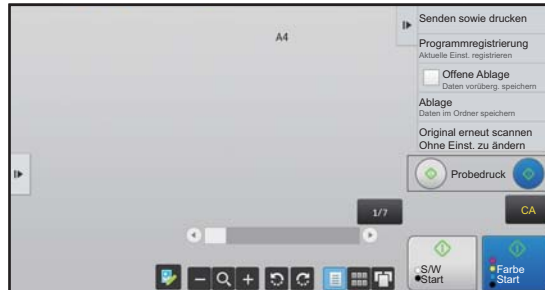 A4
Senden sowie drucken
Programmregistrierung
Aktuelle Einst. registrieren
Offene Ablage
Daten vorüberg. speichern
Ablage
Daten im Ordner speichern
Original erneut scannen
Ohne Einst. zu ändern
Probedruck
1/7
CA
S/W
Start
Farbe
Start